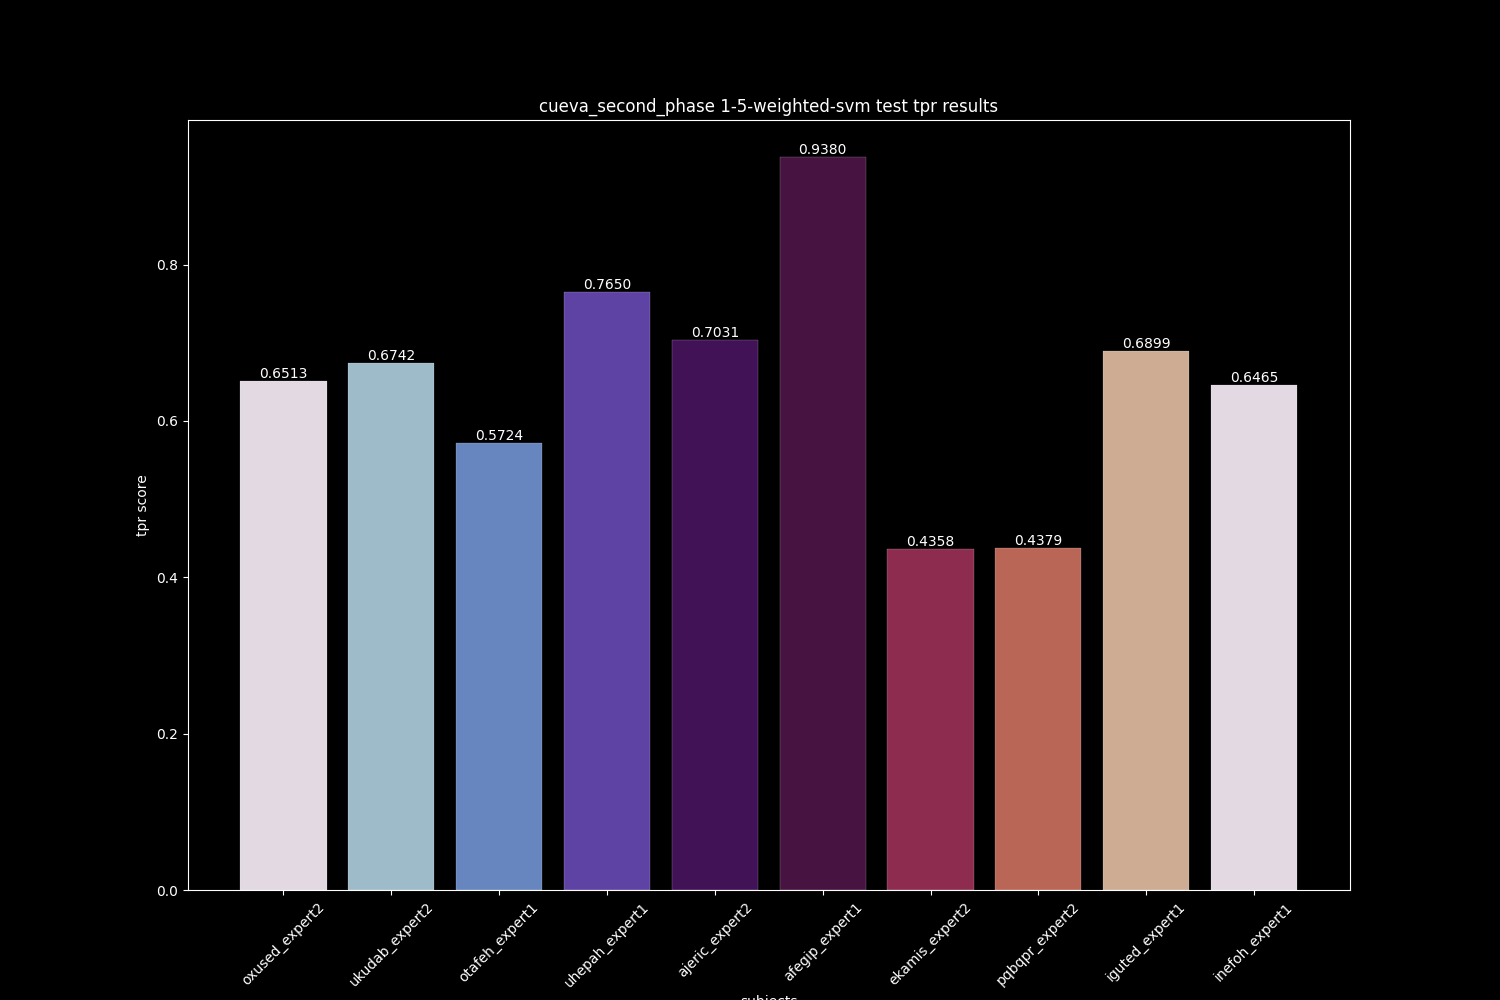 cueva_second_phase 1-5-weighted-svm test tpr results
0.9380
0.8
0.7650
0.7031
0.6899
0.6742
0.6513
0.6465
0.6
0.5724
tpr score
0.4358
0.4379
0.4
0.2
0.0
oxused_expert2
ukudab_expert2
otafeh_expert1
uhepah_expert1
ajeric_expert2
afegip_expert1
ekamis_expert2
pqbqpr_expert2
iguted_expert1
inefoh_expert1
subjects